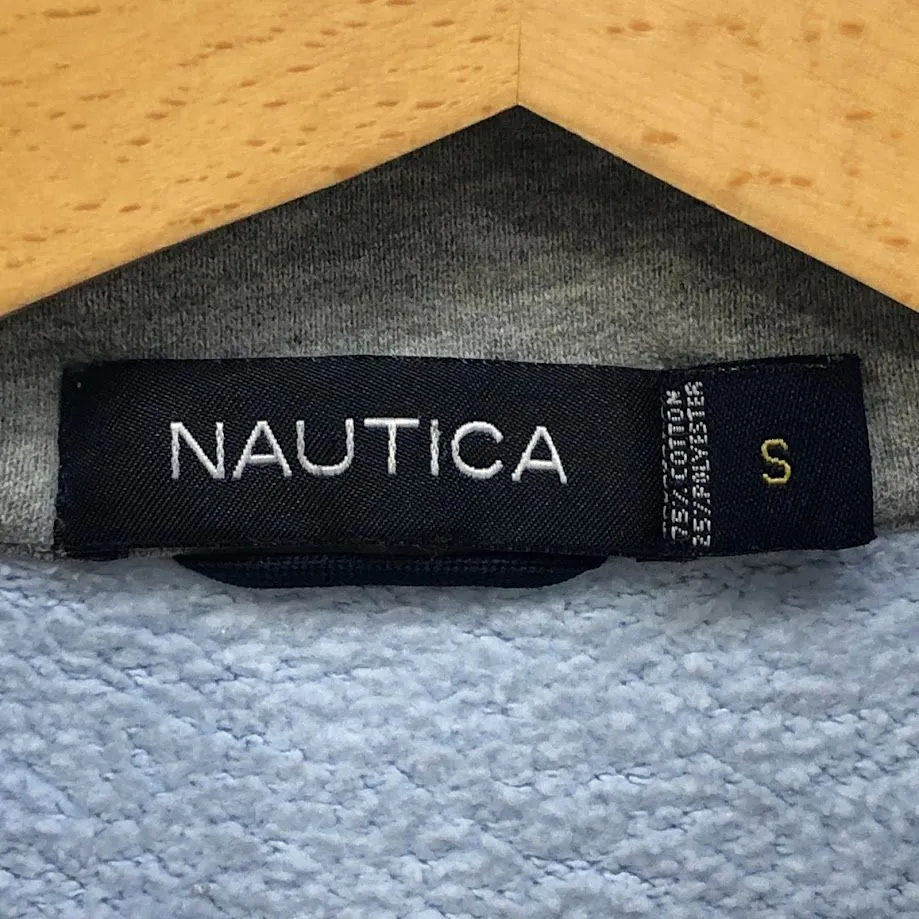 NAUTICA
75% COTTON
25% POLYESTER
S